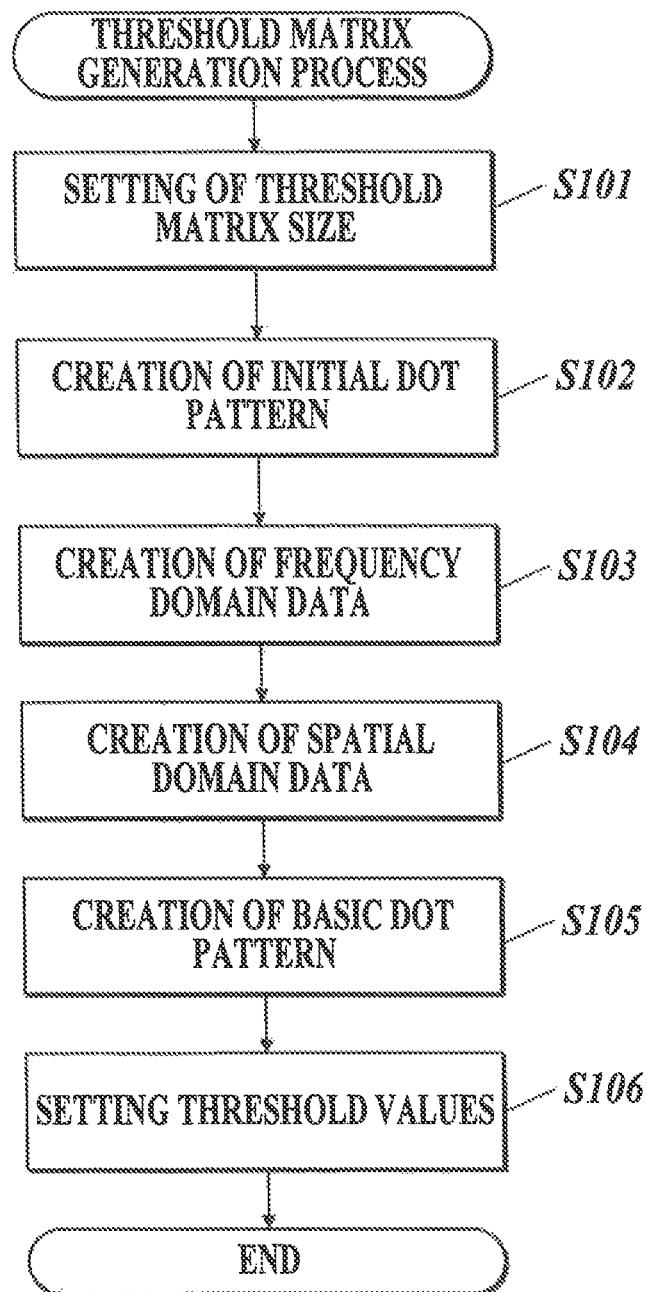 THRESHOLD MATRIX
GENERATION PROCESS
SETTING OF THRESHOLD
MATRIX SIZE
S101
CREATION OF INITIAL DOT
PATTERN
S102
CREATION OF FREQUENCY
DOMAIN DATA
S103
CREATION OF SPATIAL
DOMAIN DATA
S104
CREATION OF BASIC DOT
PATTERN
S105
SETTING THRESHOLD VALUES
S106
END